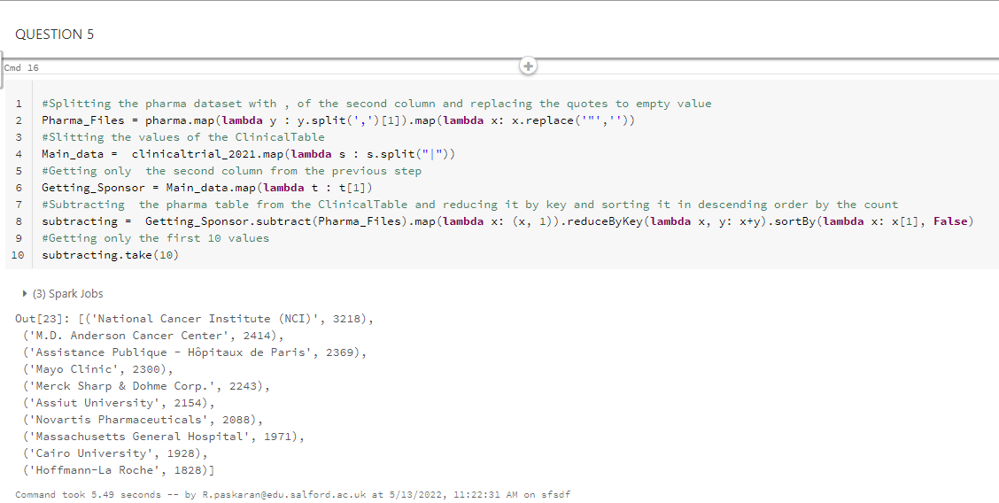 QUESTION 5
Cmd 16
1 #Splitting the pharma dataset with , of the second column and replacing the quotes to empty value
2 Pharma_Files = pharma.map(lambda y : y.split(',')[1]).map(lambda x: x.replace('"',''))
3 #Slitting the values of the ClinicalTable
4 Main_data =  clinicaltrial_2021.map(lambda s : s.split("|"))
5 #Getting only  the second column from the previous step
6 Getting_Sponsor = Main_data.map(lambda t : t[1])
7 #Subtracting  the pharma table from the ClinicalTable and reducing it by key and sorting it in descending order by the count
8 subtracting =  Getting_Sponsor.subtract(Pharma_Files).map(lambda x: (x, 1)).reduceByKey(lambda x, y: x+y).sortBy(lambda x: x[1], False)
9 #Getting only the first 10 values
10 subtracting.take(10)
(3) Spark Jobs
Out[23]: [('National Cancer Institute (NCI)', 3218),
('M.D. Anderson Cancer Center', 2414),
('Assistance Publique - Hôpitaux de Paris', 2369),
('Mayo Clinic', 2300),
('Merck Sharp & Dohme Corp.', 2243),
('Assiut University', 2154),
('Novartis Pharmaceuticals', 2088),
('Massachusetts General Hospital', 1971),
('Cairo University', 1928),
('Hoffmann-La Roche', 1828)]
Command took 5.49 seconds -- by R.paskaran@edu.salford.ac.uk at 5/13/2022, 11:22:31 AM on sfsdf